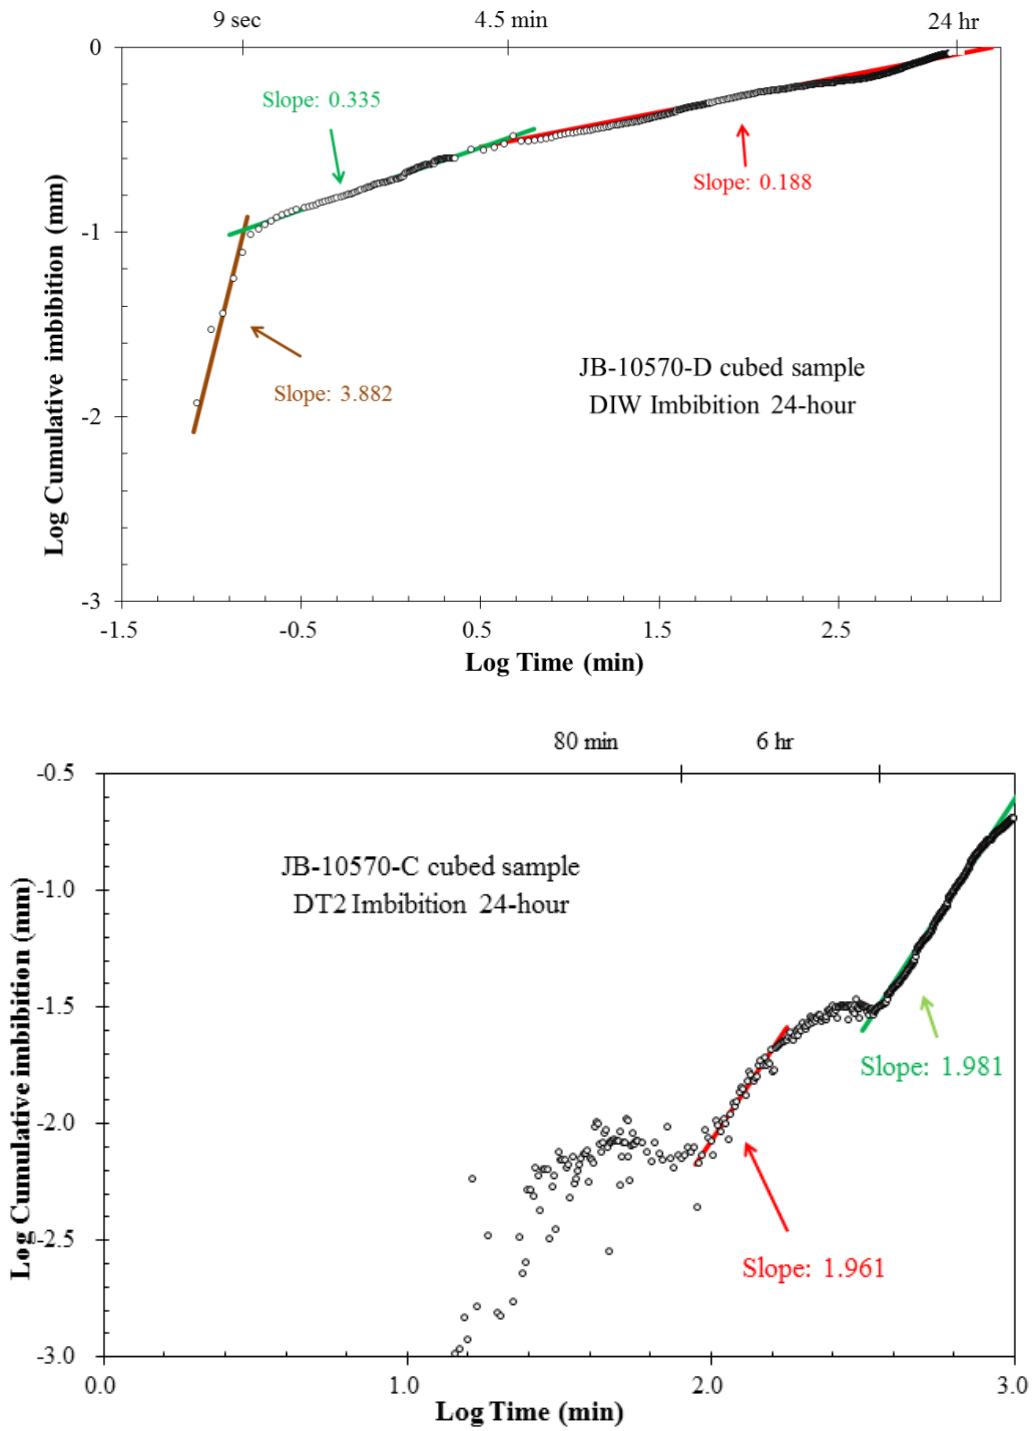 9 sec 4.5 min 24 hr
0
Slope: 0.335
Slope: 0.188
-1
Log Cumulative imbibition (mm)
JB-10570-D cubed sample
Slope: 3.882
DIW Imbibition 24-hour
-2
-3
-1.5 -0.5 0.5 1.5 2.5
Log Time (min)
80 min 6 hr
-0.5
JB-10570-C cubed sample
DT2 Imbibition 24-hour
-1.0
Log Cumulative imbibition (mm)
-1.5
Slope: 1.981
-2.0
-2.5
Slope: 1.961
-3.0
0.0 1.0 2.0 3.0
Log Time (min)